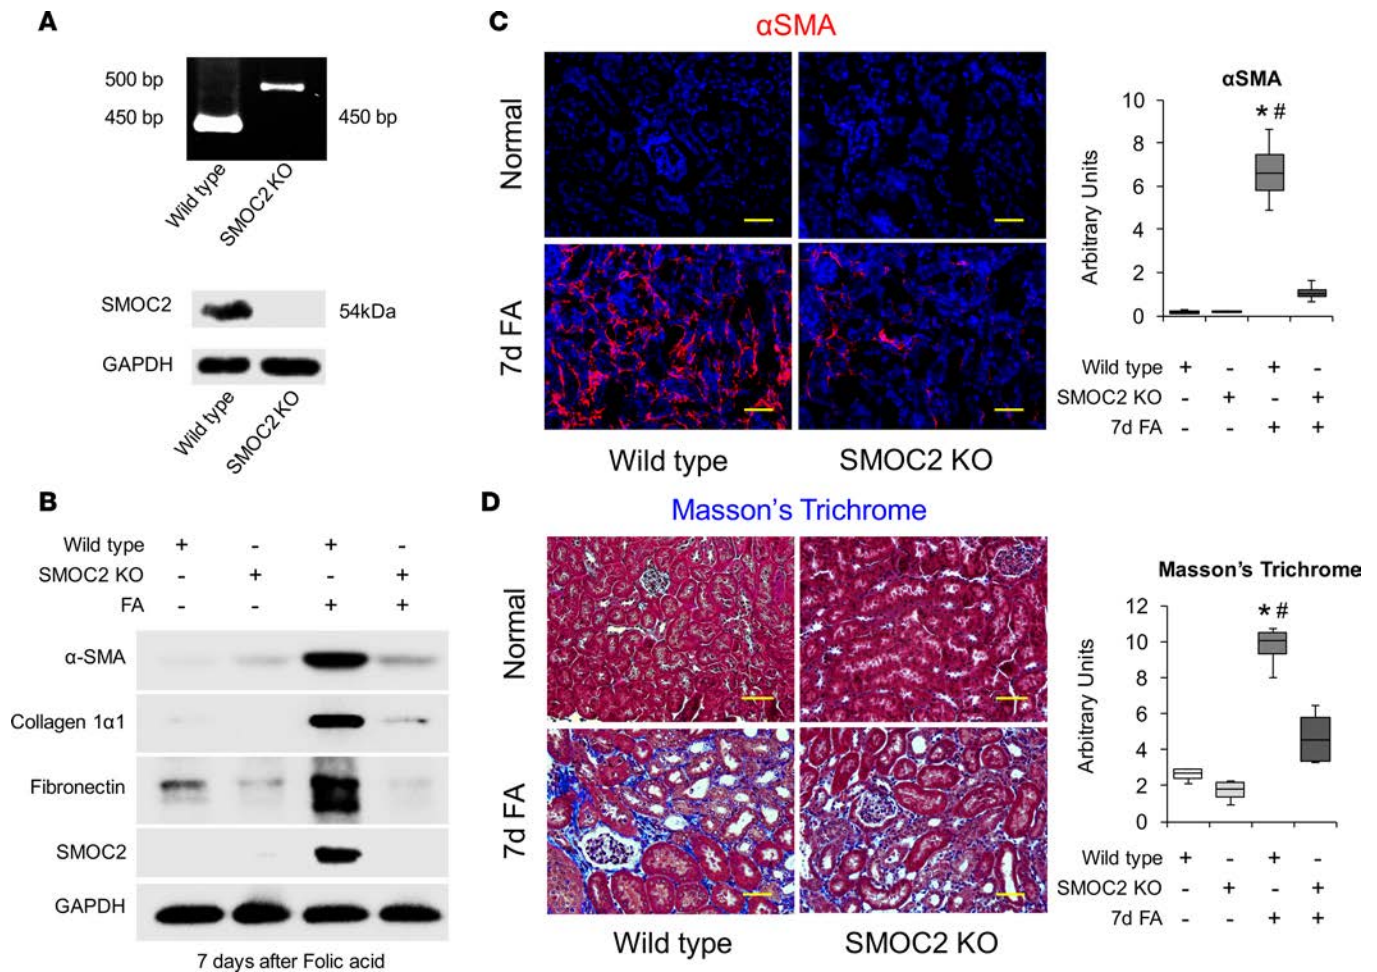 A
500 bp
450 bp
450 bp
Wild type
SMOC2 KO
SMOC2
54kDa
GAPDH
Wild type
SMOC2 KO
B
Wild type + - + -
SMOC2 KO - + - +
FA - - + +
α-SMA
Collagen 1α1
Fibronectin
SMOC2
GAPDH
7 days after Folic acid
C
αSMA
Normal
7d FA
Wild type
SMOC2 KO
αSMA
Arbitrary Units
10
8
6
4
2
0
* #
Wild type + - + -
SMOC2 KO - + - +
7d FA - - + +
D
Masson's Trichrome
Normal
7d FA
Wild type
SMOC2 KO
Masson's Trichrome
Arbitrary Units
12
10
8
6
4
2
0
* #
Wild type + - + -
SMOC2 KO - + - +
7d FA - - + +